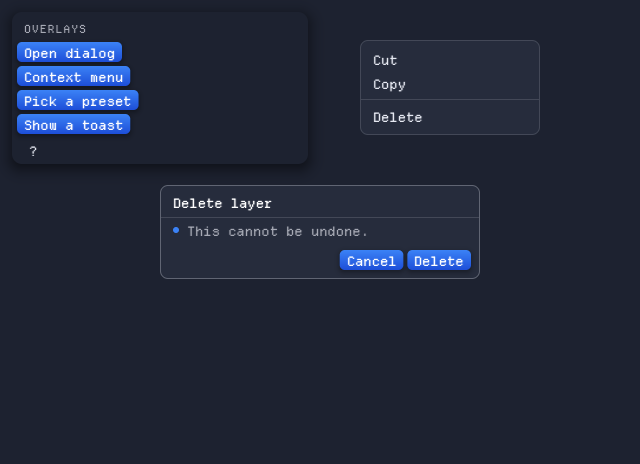 OVERLAYS
Open dialog
Context menu
Pick a preset
Show a toast
?
Cut
Copy
Delete
Delete layer
This cannot be undone.
Cancel Delete